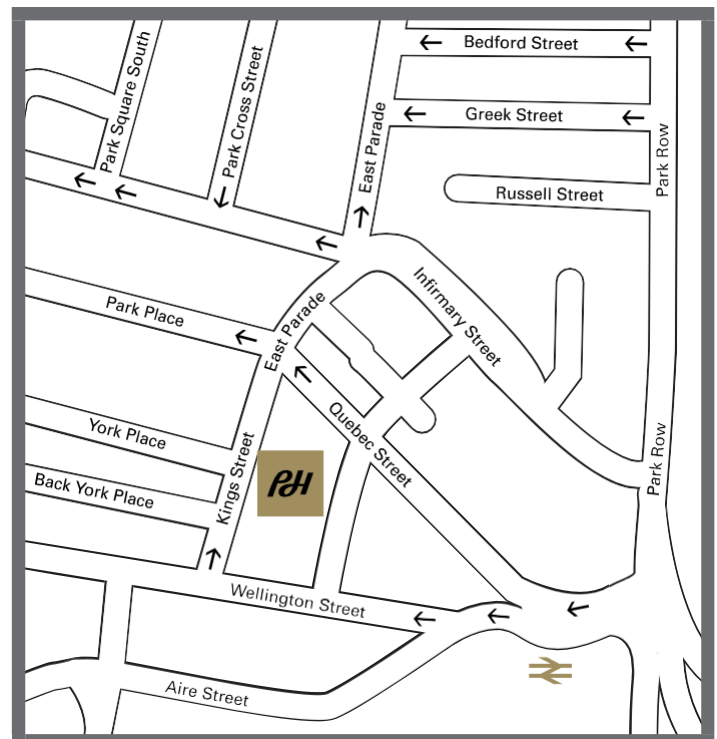 Bedford Street
Park Square South
Park Cross Street
East Parade
Greek Street
Park Row
Russell Street
Infirmary Street
Park Place
East Parade
Quebec Street
York Place
Kings Street
PH
Park Row
Back York Place
Wellington Street
Aire Street